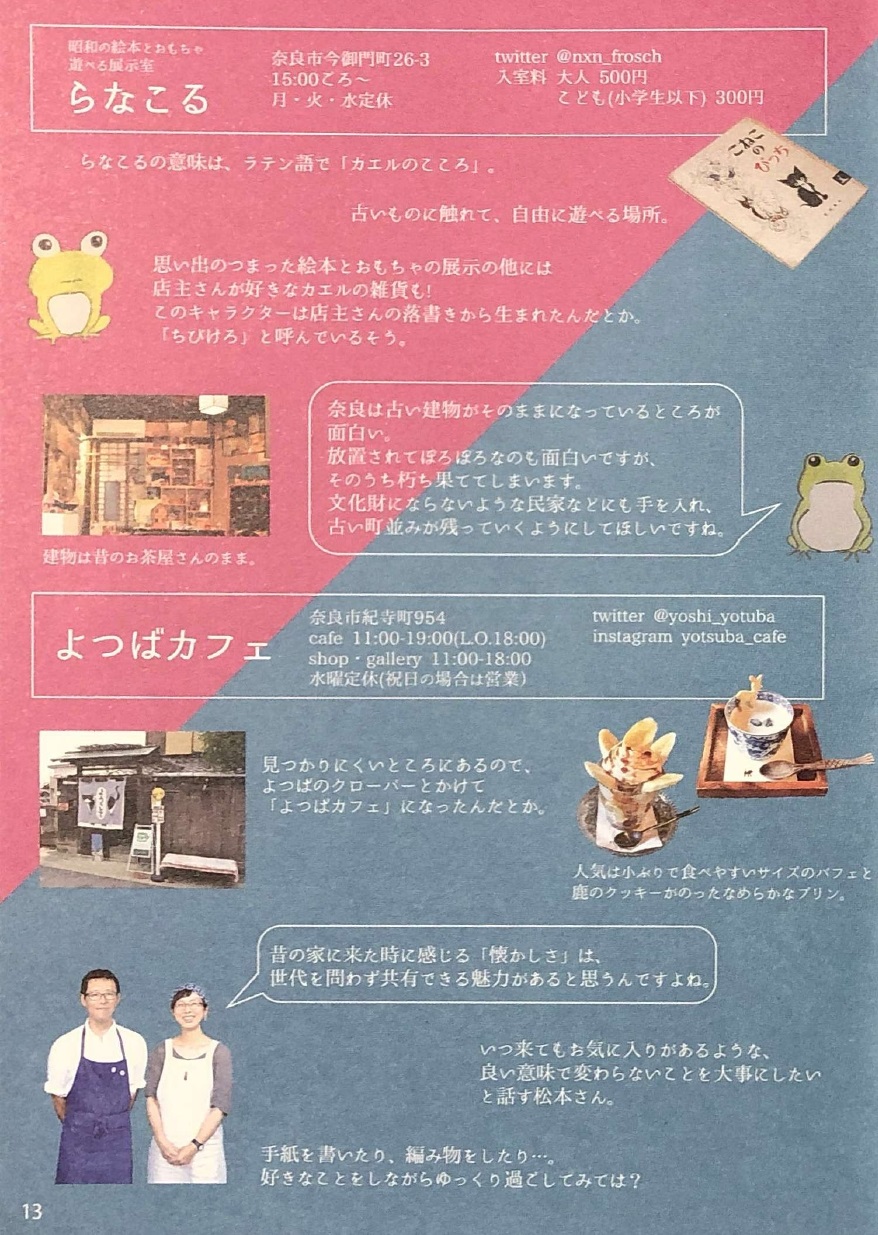 昭和の絵本とおもちゃ
遊べる展示室
らなこる
奈良市今御門町26-3
15:00ごろ～
月・火・水定休
twitter @nxn_frosch
入室料 大人 500円
こども(小学生以下) 300円
らなこるの意味は、ラテン語で「カエルのこころ」。
こねこの
ぴっち
古いものに触れて、自由に遊べる場所。
思い出のつまった絵本とおもちゃの展示の他には
店主さんが好きなカエルの雑貨も!
このキャラクターは店主さんの落書きから生まれたんだとか。
「ちびけろ」と呼んでいるそう。
奈良は古い建物がそのままになっているところが
面白い。
放置されてぼろぼろなのも面白いですが、
そのうち朽ち果ててしまいます。
文化財にならないような民家などにも手を入れ、
古い町並みが残っていくようにしてほしいですね。
建物は昔のお茶屋さんのまま。
よつばカフェ
奈良市紀寺町954
cafe 11:00-19:00(L.O.18:00)
shop・gallery 11:00-18:00
水曜定休(祝日の場合は営業)
twitter @yoshi_yotuba
instagram yotsuba_cafe
見つかりにくいところにあるので、
よつばのクローバーとかけて
「よつばカフェ」になったんだとか。
人気は小ぶりで食べやすいサイズのパフェと
鹿のクッキーがのったなめらかなプリン。
昔の家に来た時に感じる「懐かしさ」は、
世代を問わず共有できる魅力があると思うんですよね。
いつ来てもお気に入りがあるような、
良い意味で変わらないことを大事にしたい
と話す松本さん。
手紙を書いたり、編み物をしたり…。
好きなことをしながらゆっくり過ごしてみては？
13